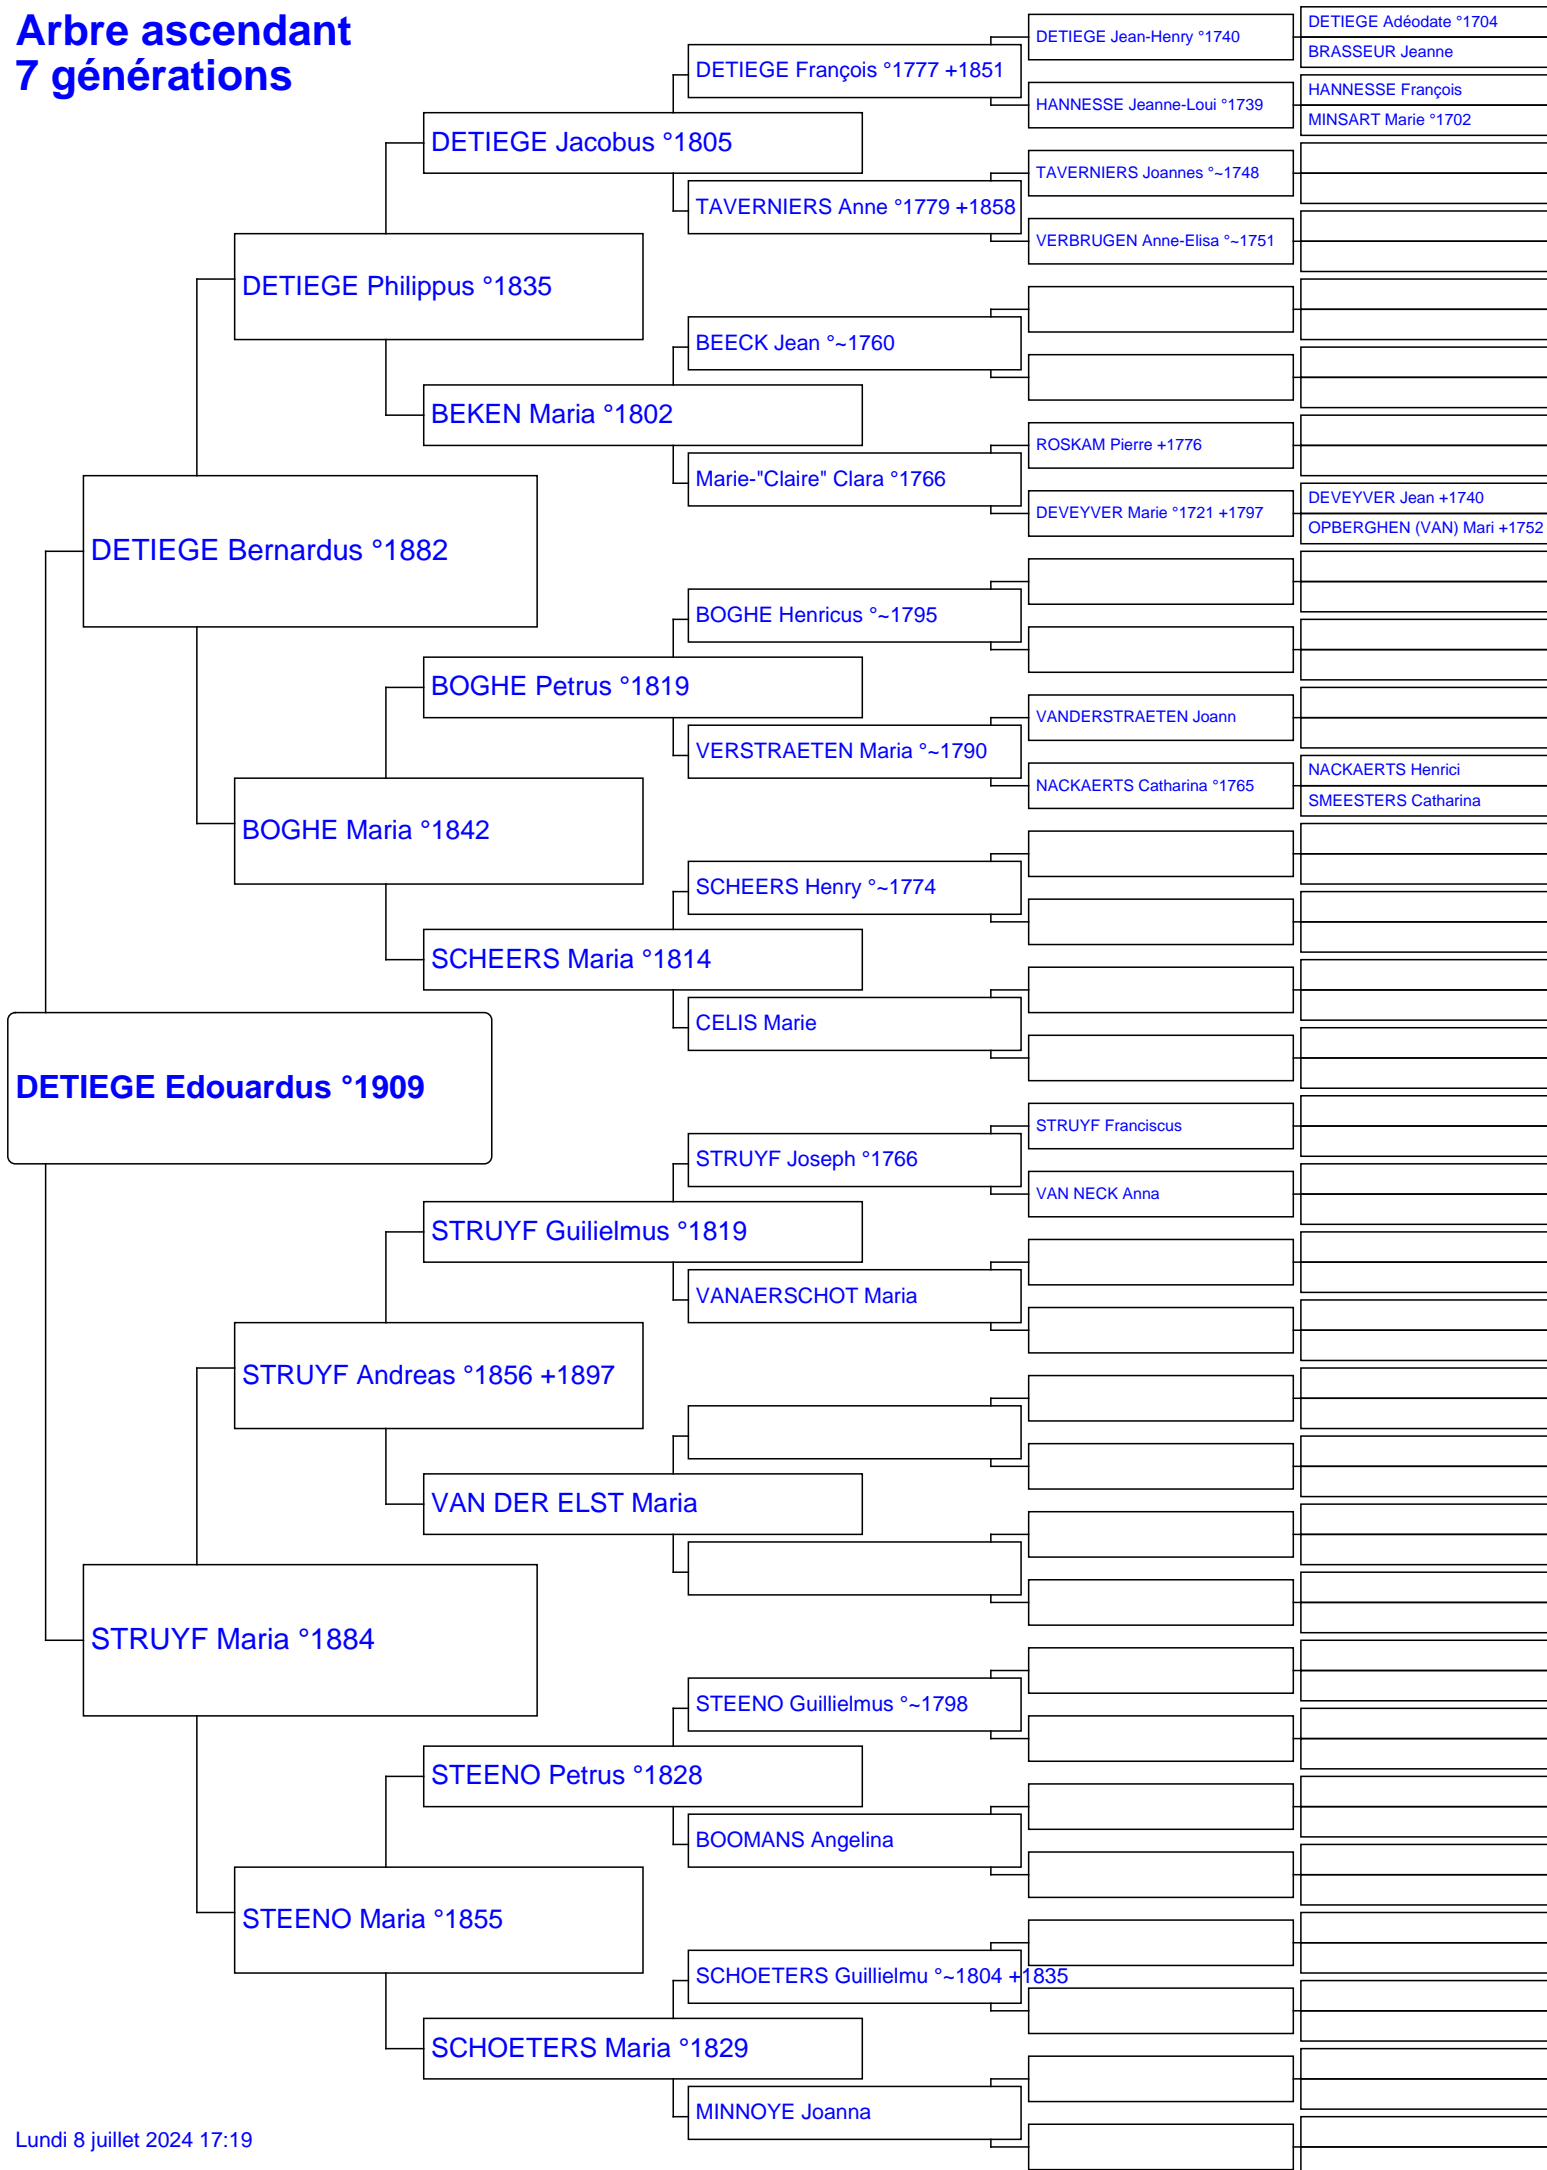 Arbre ascendant
7 générations
DETIEGE Edouardus °1909
DETIEGE Bernardus °1882
STRUYF Maria °1884
DETIEGE Philippus °1835
BOGHE Maria °1842
STRUYF Andreas °1856 +1897
STEENO Maria °1855
DETIEGE Jacobus °1805
BEKEN Maria °1802
BOGHE Petrus °1819
SCHEERS Maria °1814
STRUYF Guilielmus °1819
VAN DER ELST Maria
STEENO Petrus °1828
SCHOETERS Maria °1829
DETIEGE François °1777 +1851
TAVERNIERS Anne °1779 +1858
BEECK Jean °~1760
Marie-"Claire" Clara °1766
BOGHE Henricus °~1795
VERSTRAETEN Maria °~1790
SCHEERS Henry °~1774
CELIS Marie
STRUYF Joseph °1766
VANAERSCHOT Maria
STEENO Guillielmus °~1798
BOOMANS Angelina
SCHOETERS Guillielmu °~1804 +1835
MINNOYE Joanna
DETIEGE Jean-Henry °1740
HANNESSE Jeanne-Loui °1739
TAVERNIERS Joannes °~1748
VERBRUGEN Anne-Elisa °~1751
ROSKAM Pierre +1776
DEVEYVER Marie °1721 +1797
VANDERSTRAETEN Joann
NACKAERTS Catharina °1765
STRUYF Franciscus
VAN NECK Anna
DETIEGE Adéodate °1704
BRASSEUR Jeanne
HANNESSE François
MINSART Marie °1702
DEVEYVER Jean +1740
OPBERGHEN (VAN) Mari +1752
NACKAERTS Henrici
SMEESTERS Catharina
Lundi 8 juillet 2024 17:19